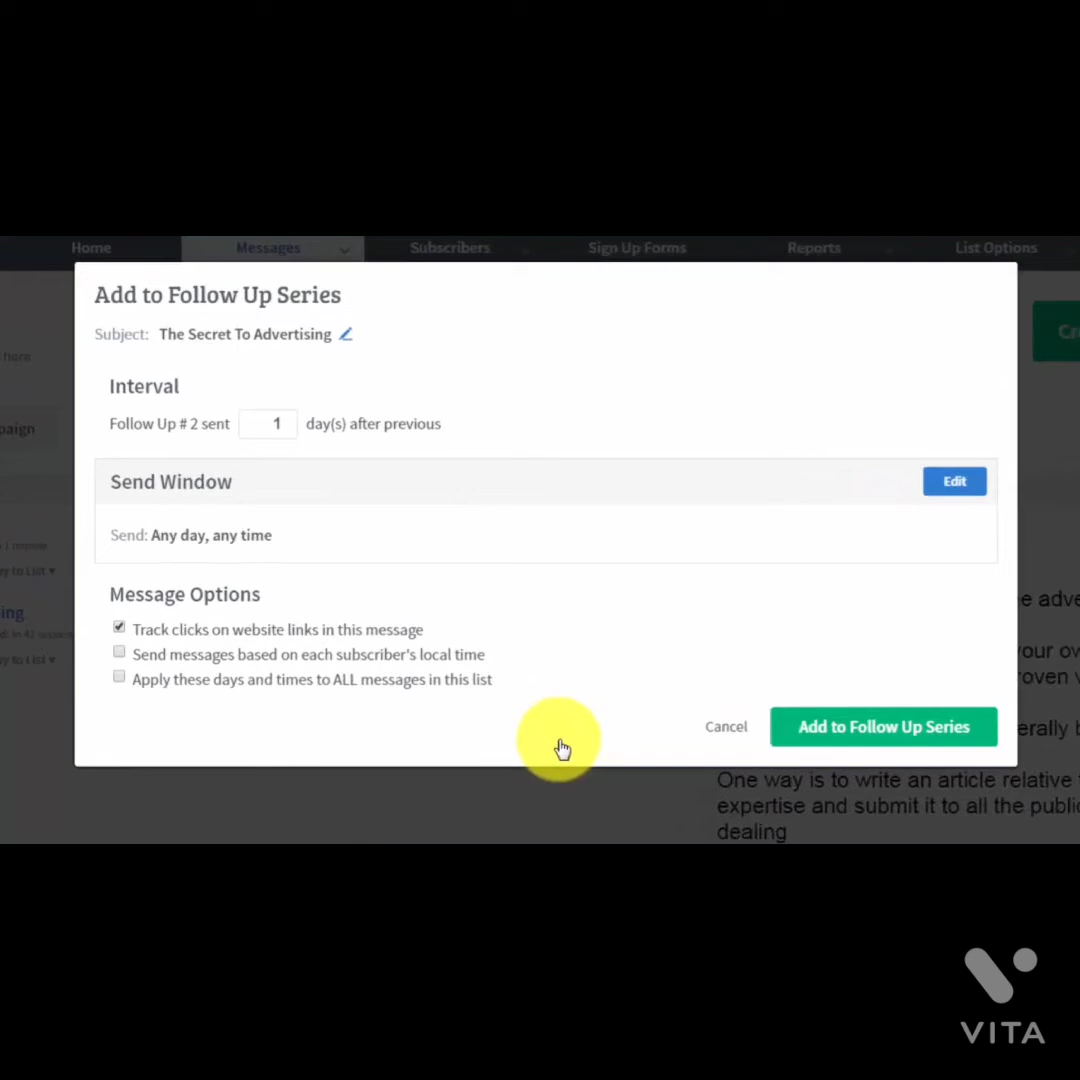 Home Messages Subscribers Sign Up Forms Reports List Options
Add to Follow Up Series
Subject: The Secret To Advertising
here
Interval
Follow Up # 2 sent 1 day(s) after previous
Send Window Edit
Send: Any day, any time
Message Options
Track clicks on website links in this message
Send messages based on each subscriber's local time
Apply these days and times to ALL messages in this list
Cancel Add to Follow Up Series
One way is to write an article relative
expertise and submit it to all the
dealing
VITA